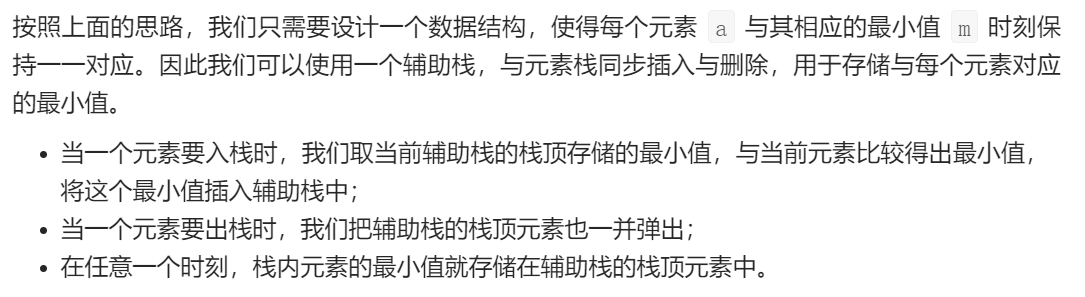 按照上面的思路，我们只需要设计一个数据结构，使得每个元素 a 与其相应的最小值 m 时刻保
持一一对应。因此我们可以使用一个辅助栈，与元素栈同步插入与删除，用于存储与每个元素对应
的最小值。
• 当一个元素要入栈时，我们取当前辅助栈的栈顶存储的最小值，与当前元素比较得出最小值，
将这个最小值插入辅助栈中；
• 当一个元素要出栈时，我们把辅助栈的栈顶元素也一并弹出；
• 在任意一个时刻，栈内元素的最小值就存储在辅助栈的栈顶元素中。